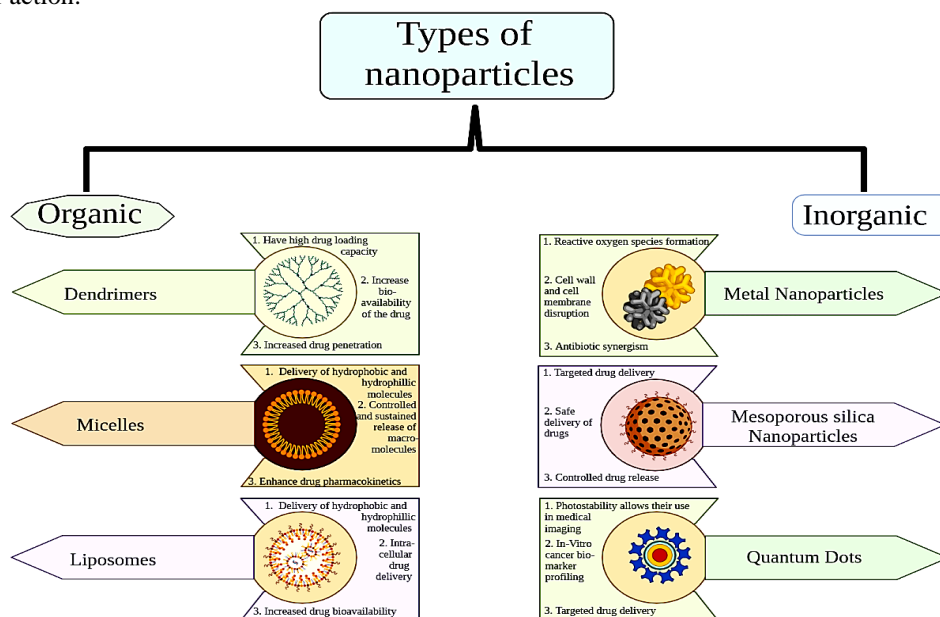 action.
Types of
nanoparticles
Organic
Inorganic
Dendrimers
1. Have high drug loading
capacity
2. Increase
bio-
availability
of the drug
3. Increased drug penetration
1. Reactive oxygen species formation
2. Cell wall
and cell
membrane
disruption
3. Antibiotic synergism
Metal Nanoparticles
Micelles
1. Delivery of hydrophobic and
hydrophillic
molecules
2. Controlled
and sustained
release of
macro-
molecules
3. Enhance drug pharmacokinetics
1. Targeted drug delivery
2. Safe
delivery of
drugs
3. Controlled drug release
Mesoporous silica
Nanoparticles
Liposomes
1. Delivery of hydrophobic and
hydrophillic
molecules
2. Intra-
cellular
drug
delivery
3. Increased drug bioavailability
1. Photostability allows their use
in medical
imaging
2. In-Vitro
cancer bio-
marker
profiling
3. Targeted drug delivery
Quantum Dots